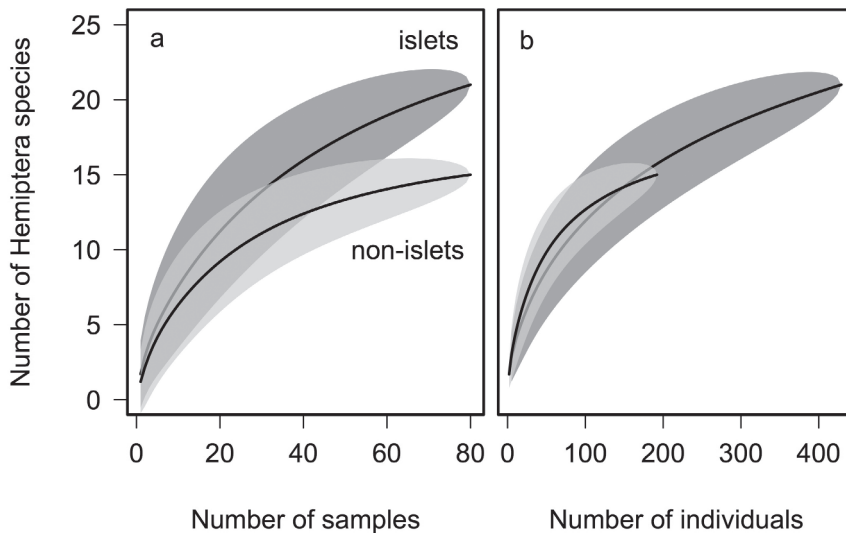 a
islets
non-islets
b
Number of Hemiptera species
25
20
15
10
5
0
0 20 40 60 80
0 100 200 300 400
Number of samples
Number of individuals